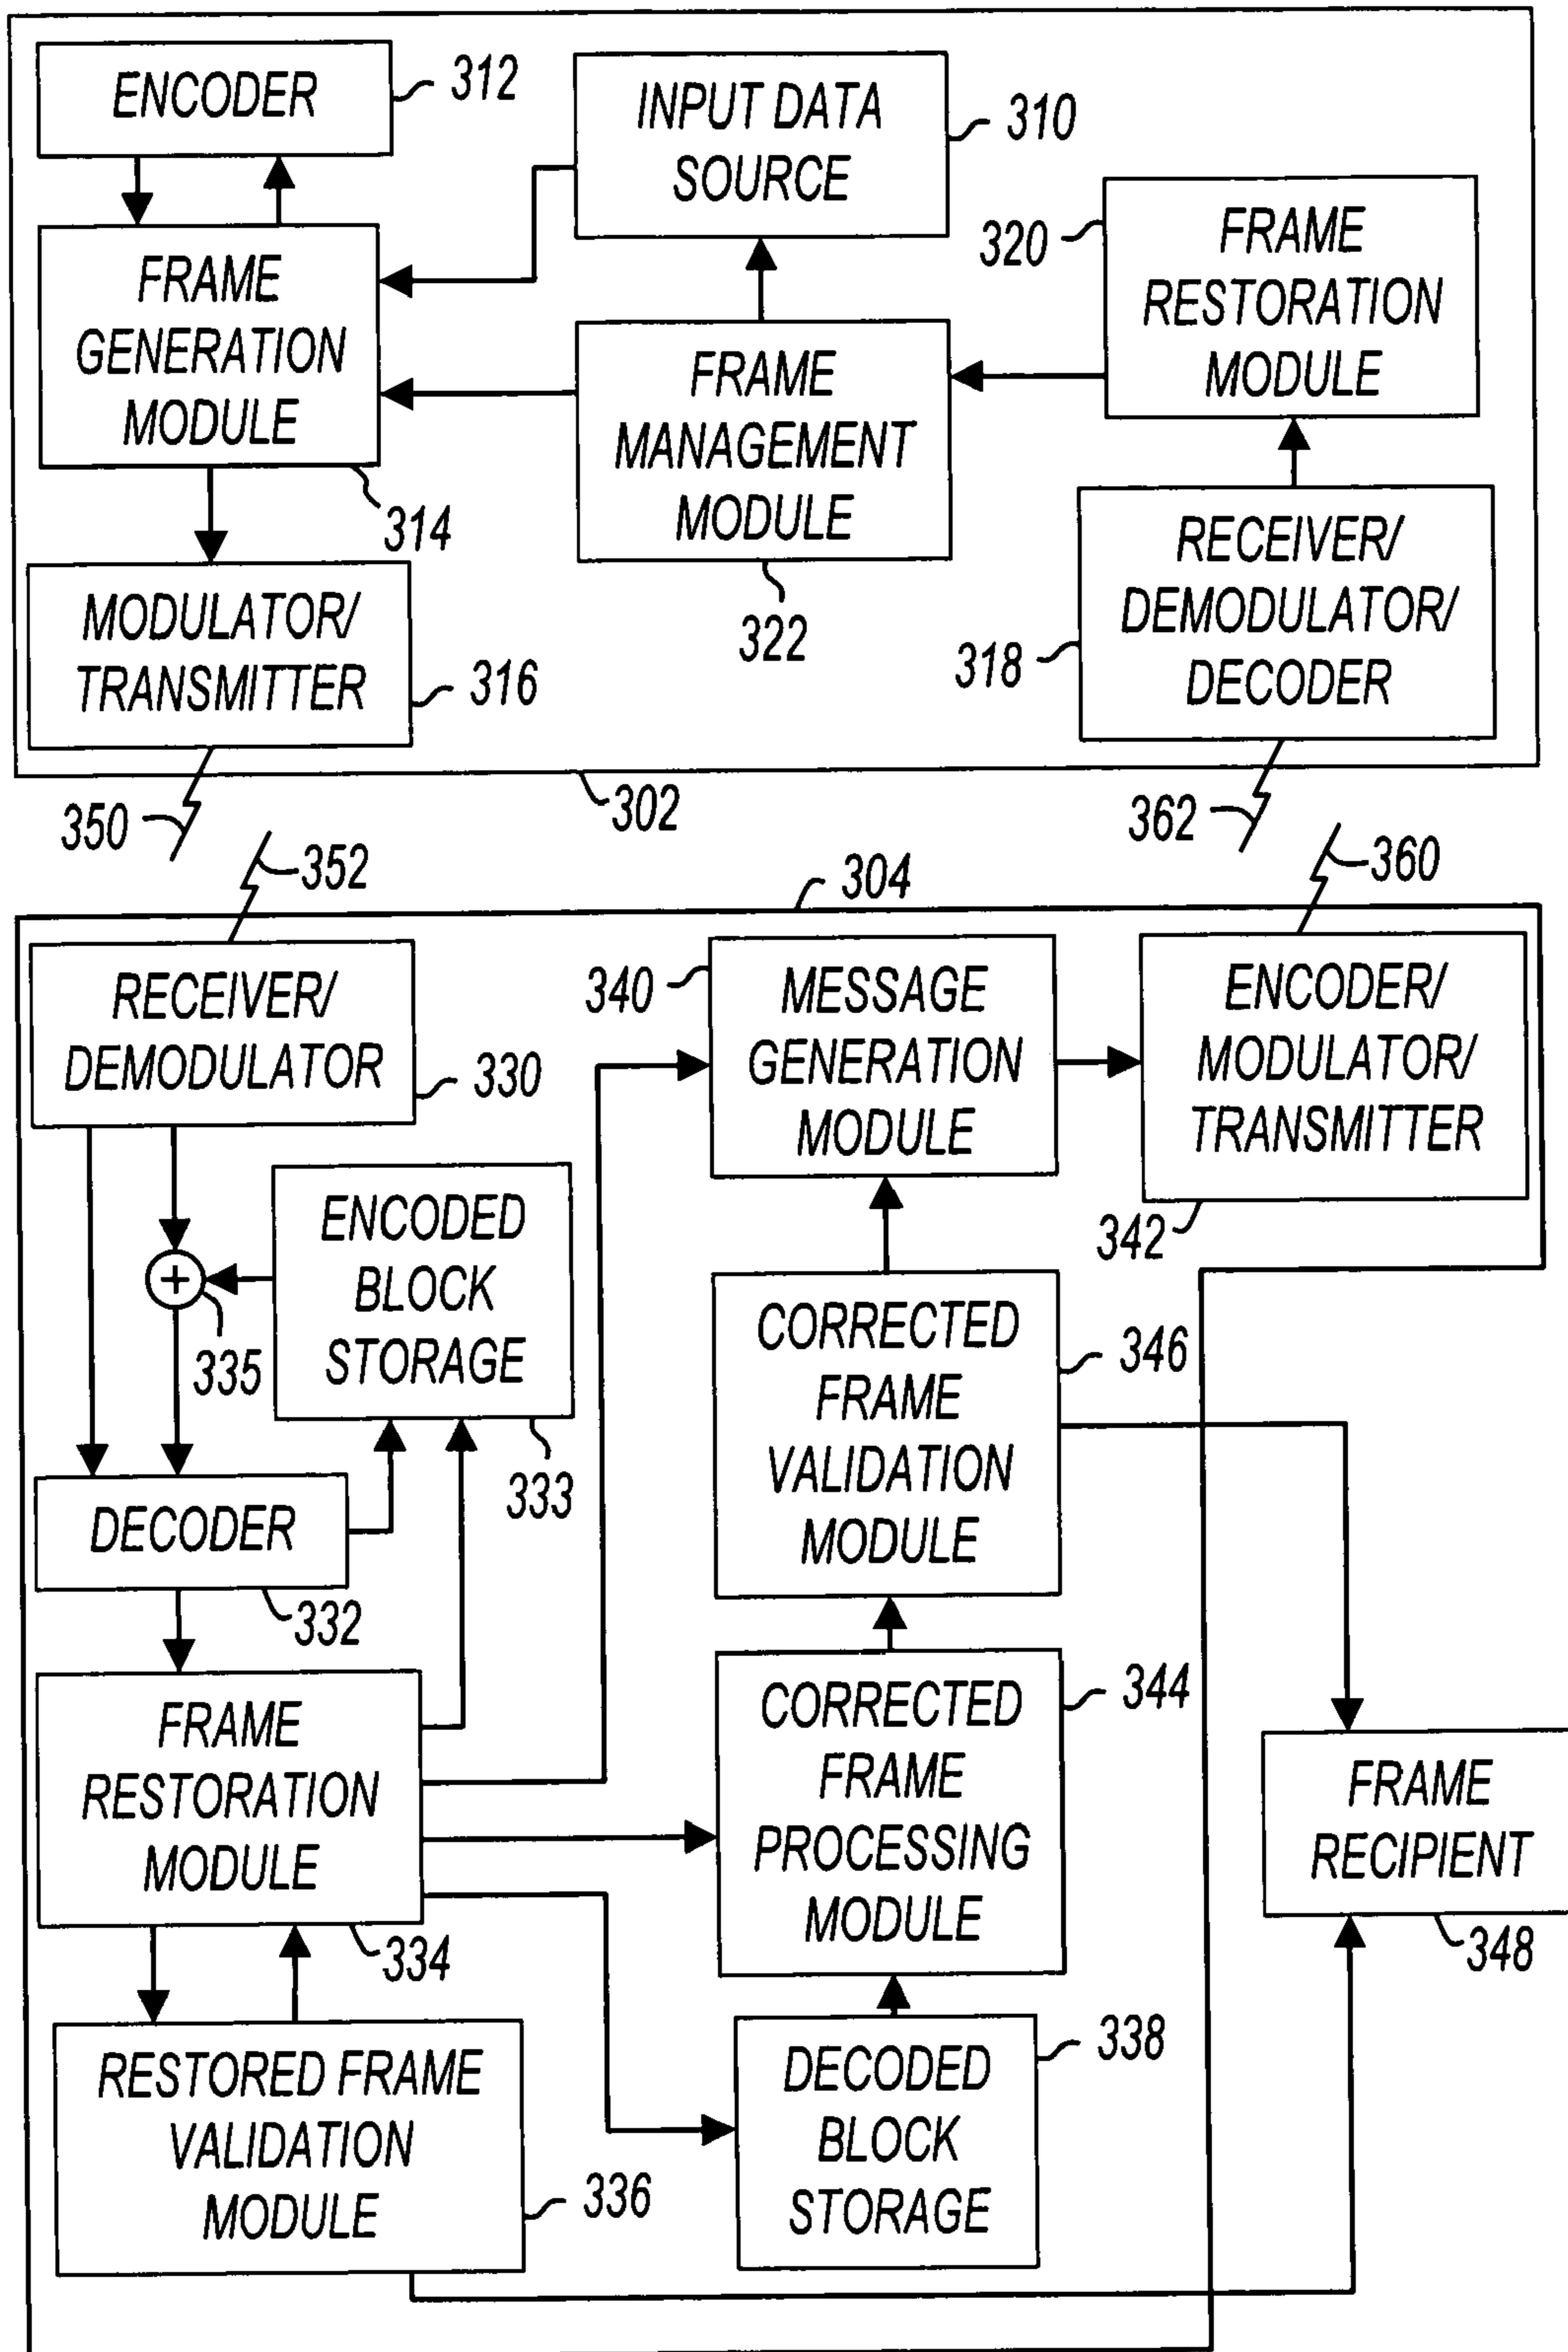 ENCODER
312
INPUT DATA
SOURCE
310
FRAME
GENERATION
MODULE
314
FRAME
MANAGEMENT
MODULE
322
320
FRAME
RESTORATION
MODULE
MODULATOR/
TRANSMITTER
316
318
RECEIVER/
DEMODULATOR/
DECODER
350
302
362
352
304
360
RECEIVER/
DEMODULATOR
330
340
MESSAGE
GENERATION
MODULE
ENCODER/
MODULATOR/
TRANSMITTER
342
ENCODED
BLOCK
STORAGE
333
+
335
CORRECTED
FRAME
VALIDATION
MODULE
346
DECODER
332
FRAME
RESTORATION
MODULE
334
CORRECTED
FRAME
PROCESSING
MODULE
344
FRAME
RECIPIENT
348
RESTORED FRAME
VALIDATION
MODULE
336
DECODED
BLOCK
STORAGE
338